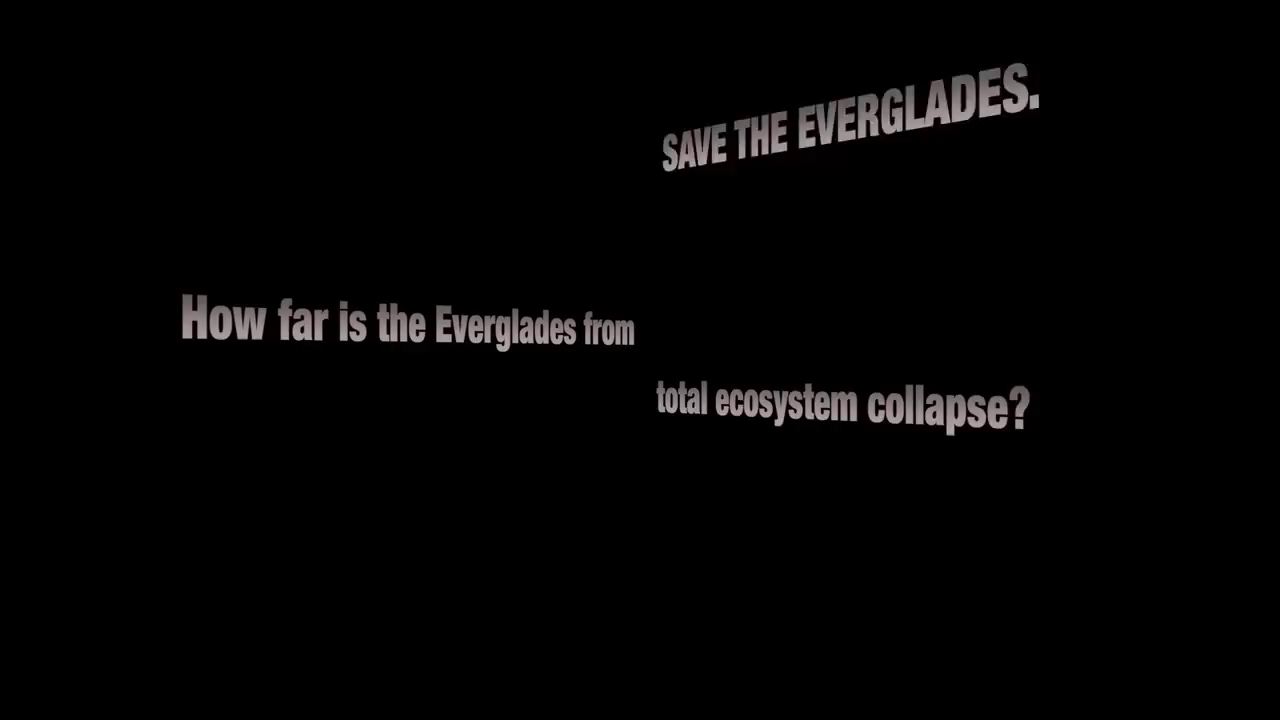 SAVE THE EVERGLADES.
How far is the Everglades from
total ecosystem collapse?